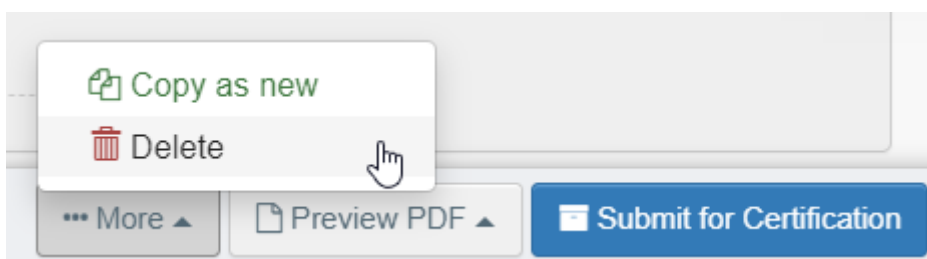 Copy as new
Delete
More
Preview PDF
Submit for Certification